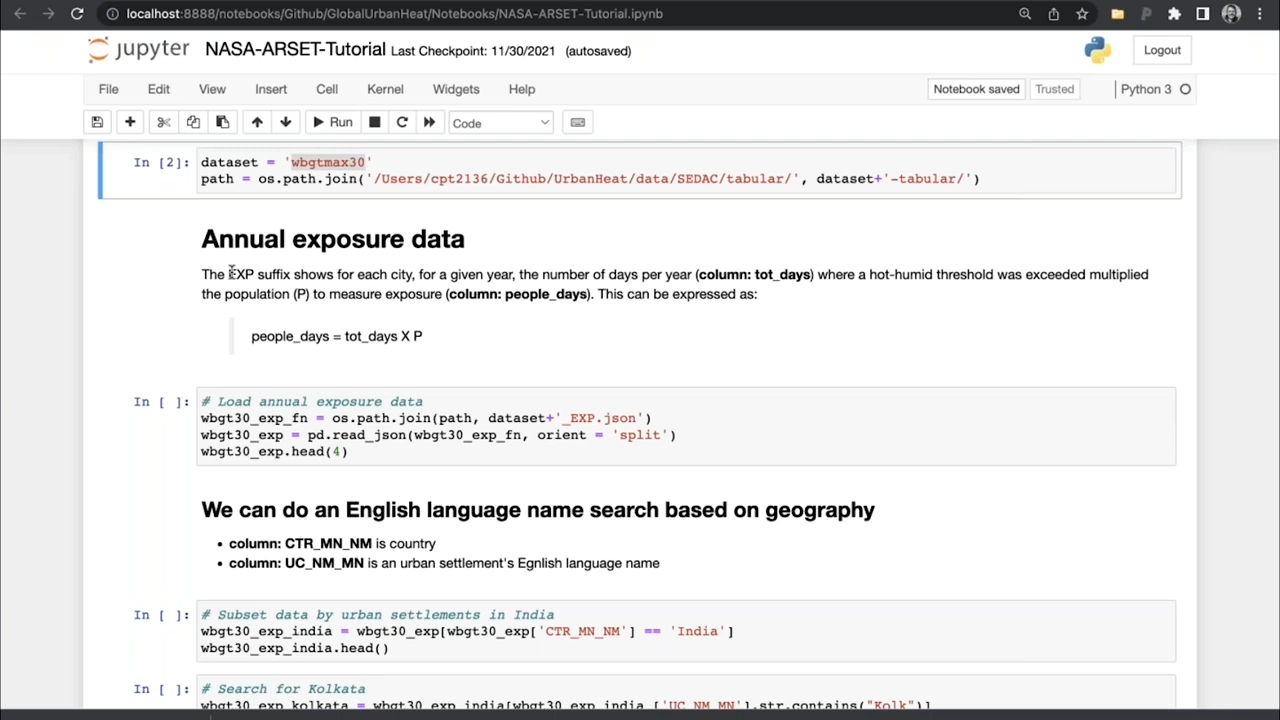 localhost:8888/notebooks/Github/GlobalUrbanHeat/Notebooks/NASA-ARSET-Tutorial.ipynb
jupyter NASA-ARSET-Tutorial Last Checkpoint: 11/30/2021 (autosaved) Logout
File Edit View Insert Cell Kernel Widgets Help Notebook saved Trusted Python 3
Run Code
In [2]: dataset = 'wbgtmax30'
path = os.path.join('/Users/cpt2136/Github/UrbanHeat/data/SEDAC/tabular/', dataset+'-tabular/')
Annual exposure data
The EXP suffix shows for each city, for a given year, the number of days per year (column: tot_days) where a hot-humid threshold was exceeded multiplied
the population (P) to measure exposure (column: people_days). This can be expressed as:
people_days = tot_days X P
In [ ]: # Load annual exposure data
wbgt30_exp_fn = os.path.join(path, dataset+'_EXP.json')
wbgt30_exp = pd.read_json(wbgt30_exp_fn, orient = 'split')
wbgt30_exp.head(4)
We can do an English language name search based on geography
• column: CTR_MN_NM is country
• column: UC_NM_MN is an urban settlement's Egnlish language name
In [ ]: # Subset data by urban settlements in India
wbgt30_exp_india = wbgt30_exp[wbgt30_exp['CTR_MN_NM'] == 'India']
wbgt30_exp_india.head()
In [ ]: # Search for Kolkata
wbgt30_exp_kolkata = wbgt30_exp_india[wbgt30_exp_india['UC_NM_MN'].str.contains("Kolk")]